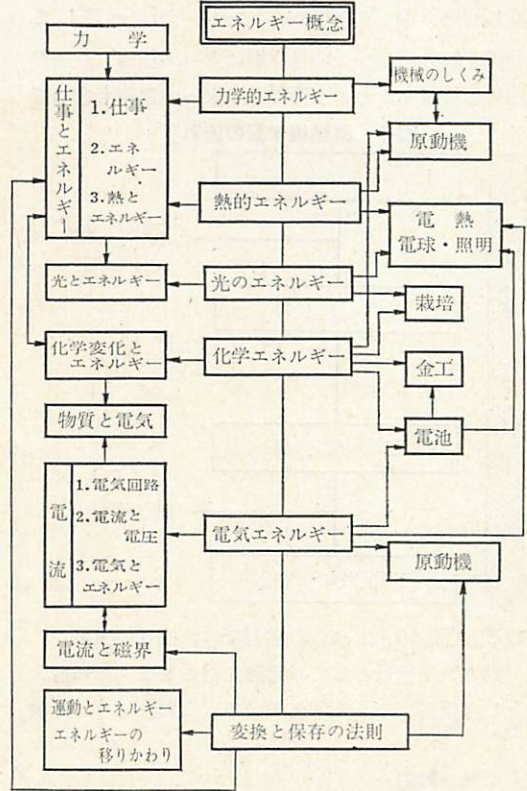 エネルギー概念
力 学
仕事とエネルギー
1.仕事
2.エネ
ルギー
3.熱と
エネルギー
力学的エネルギー
機械のしくみ
原動機
熱的エネルギー
電 熱
電球・照明
光とエネルギー
光のエネルギー
栽培
化学変化と
エネルギー
化学エネルギー
金工
物質と電気
電池
電流
1.電気回路
2.電流と
電圧
3.電気と
エネルギー
電気エネルギー
原動機
電流と磁界
運動とエネルギー
エネルギーの
移りかわり
変換と保存の法則